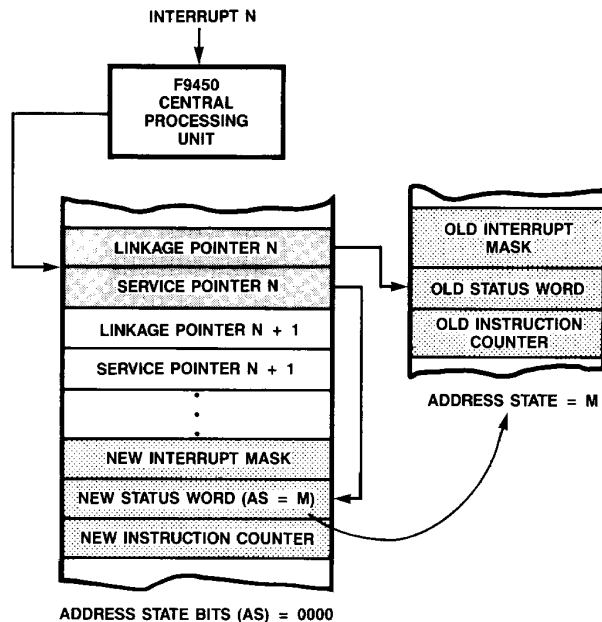 INTERRUPT N
F9450
CENTRAL
PROCESSING
UNIT
LINKAGE POINTER N
SERVICE POINTER N
LINKAGE POINTER N + 1
SERVICE POINTER N + 1
NEW INTERRUPT MASK
NEW STATUS WORD (AS = M)
NEW INSTRUCTION COUNTER
ADDRESS STATE BITS (AS) = 0000
OLD INTERRUPT
MASK
OLD STATUS WORD
OLD INSTRUCTION
COUNTER
ADDRESS STATE = M